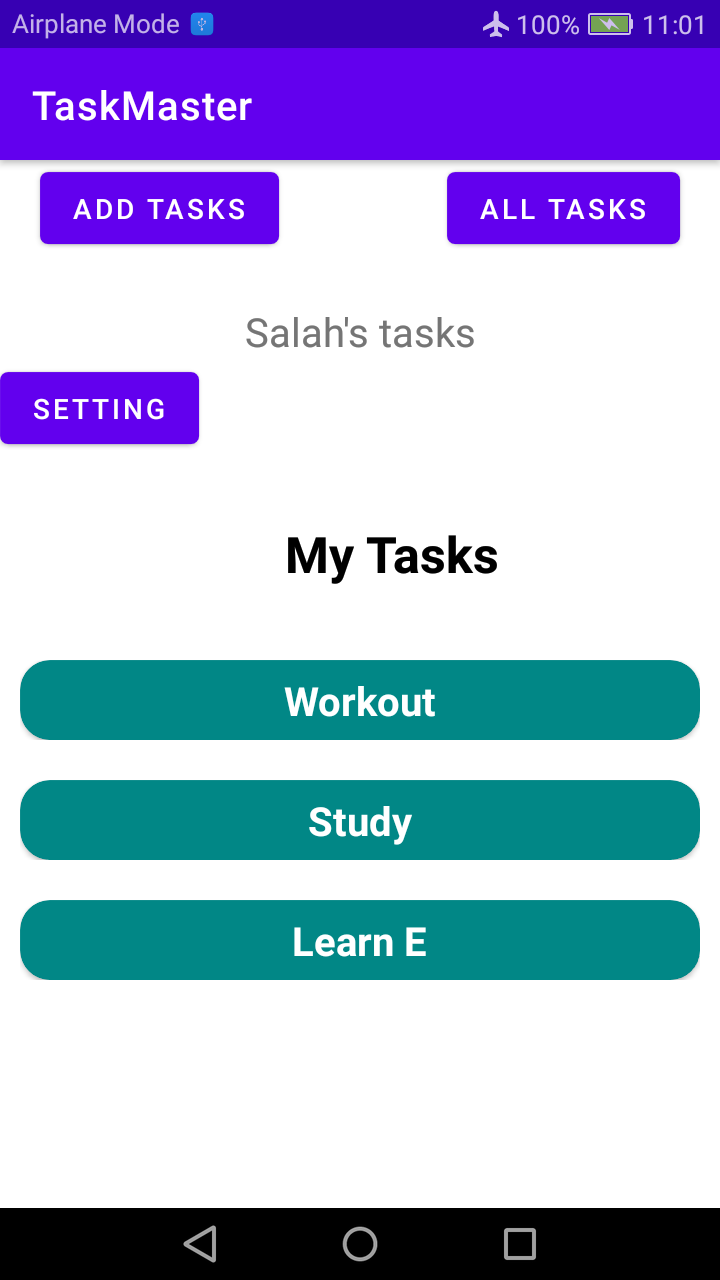 Airplane Mode 100% 11:01
TaskMaster
ADD TASKS ALL TASKS
Salah's tasks
SETTING
My Tasks
Workout
Study
Learn E